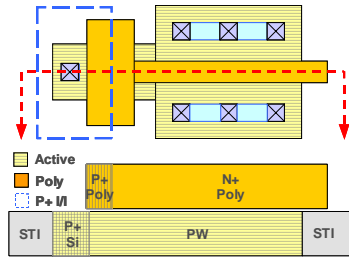 Active
Poly
P+ I/I
P+
Poly
N+
Poly
STI
P+
Si
PW
STI